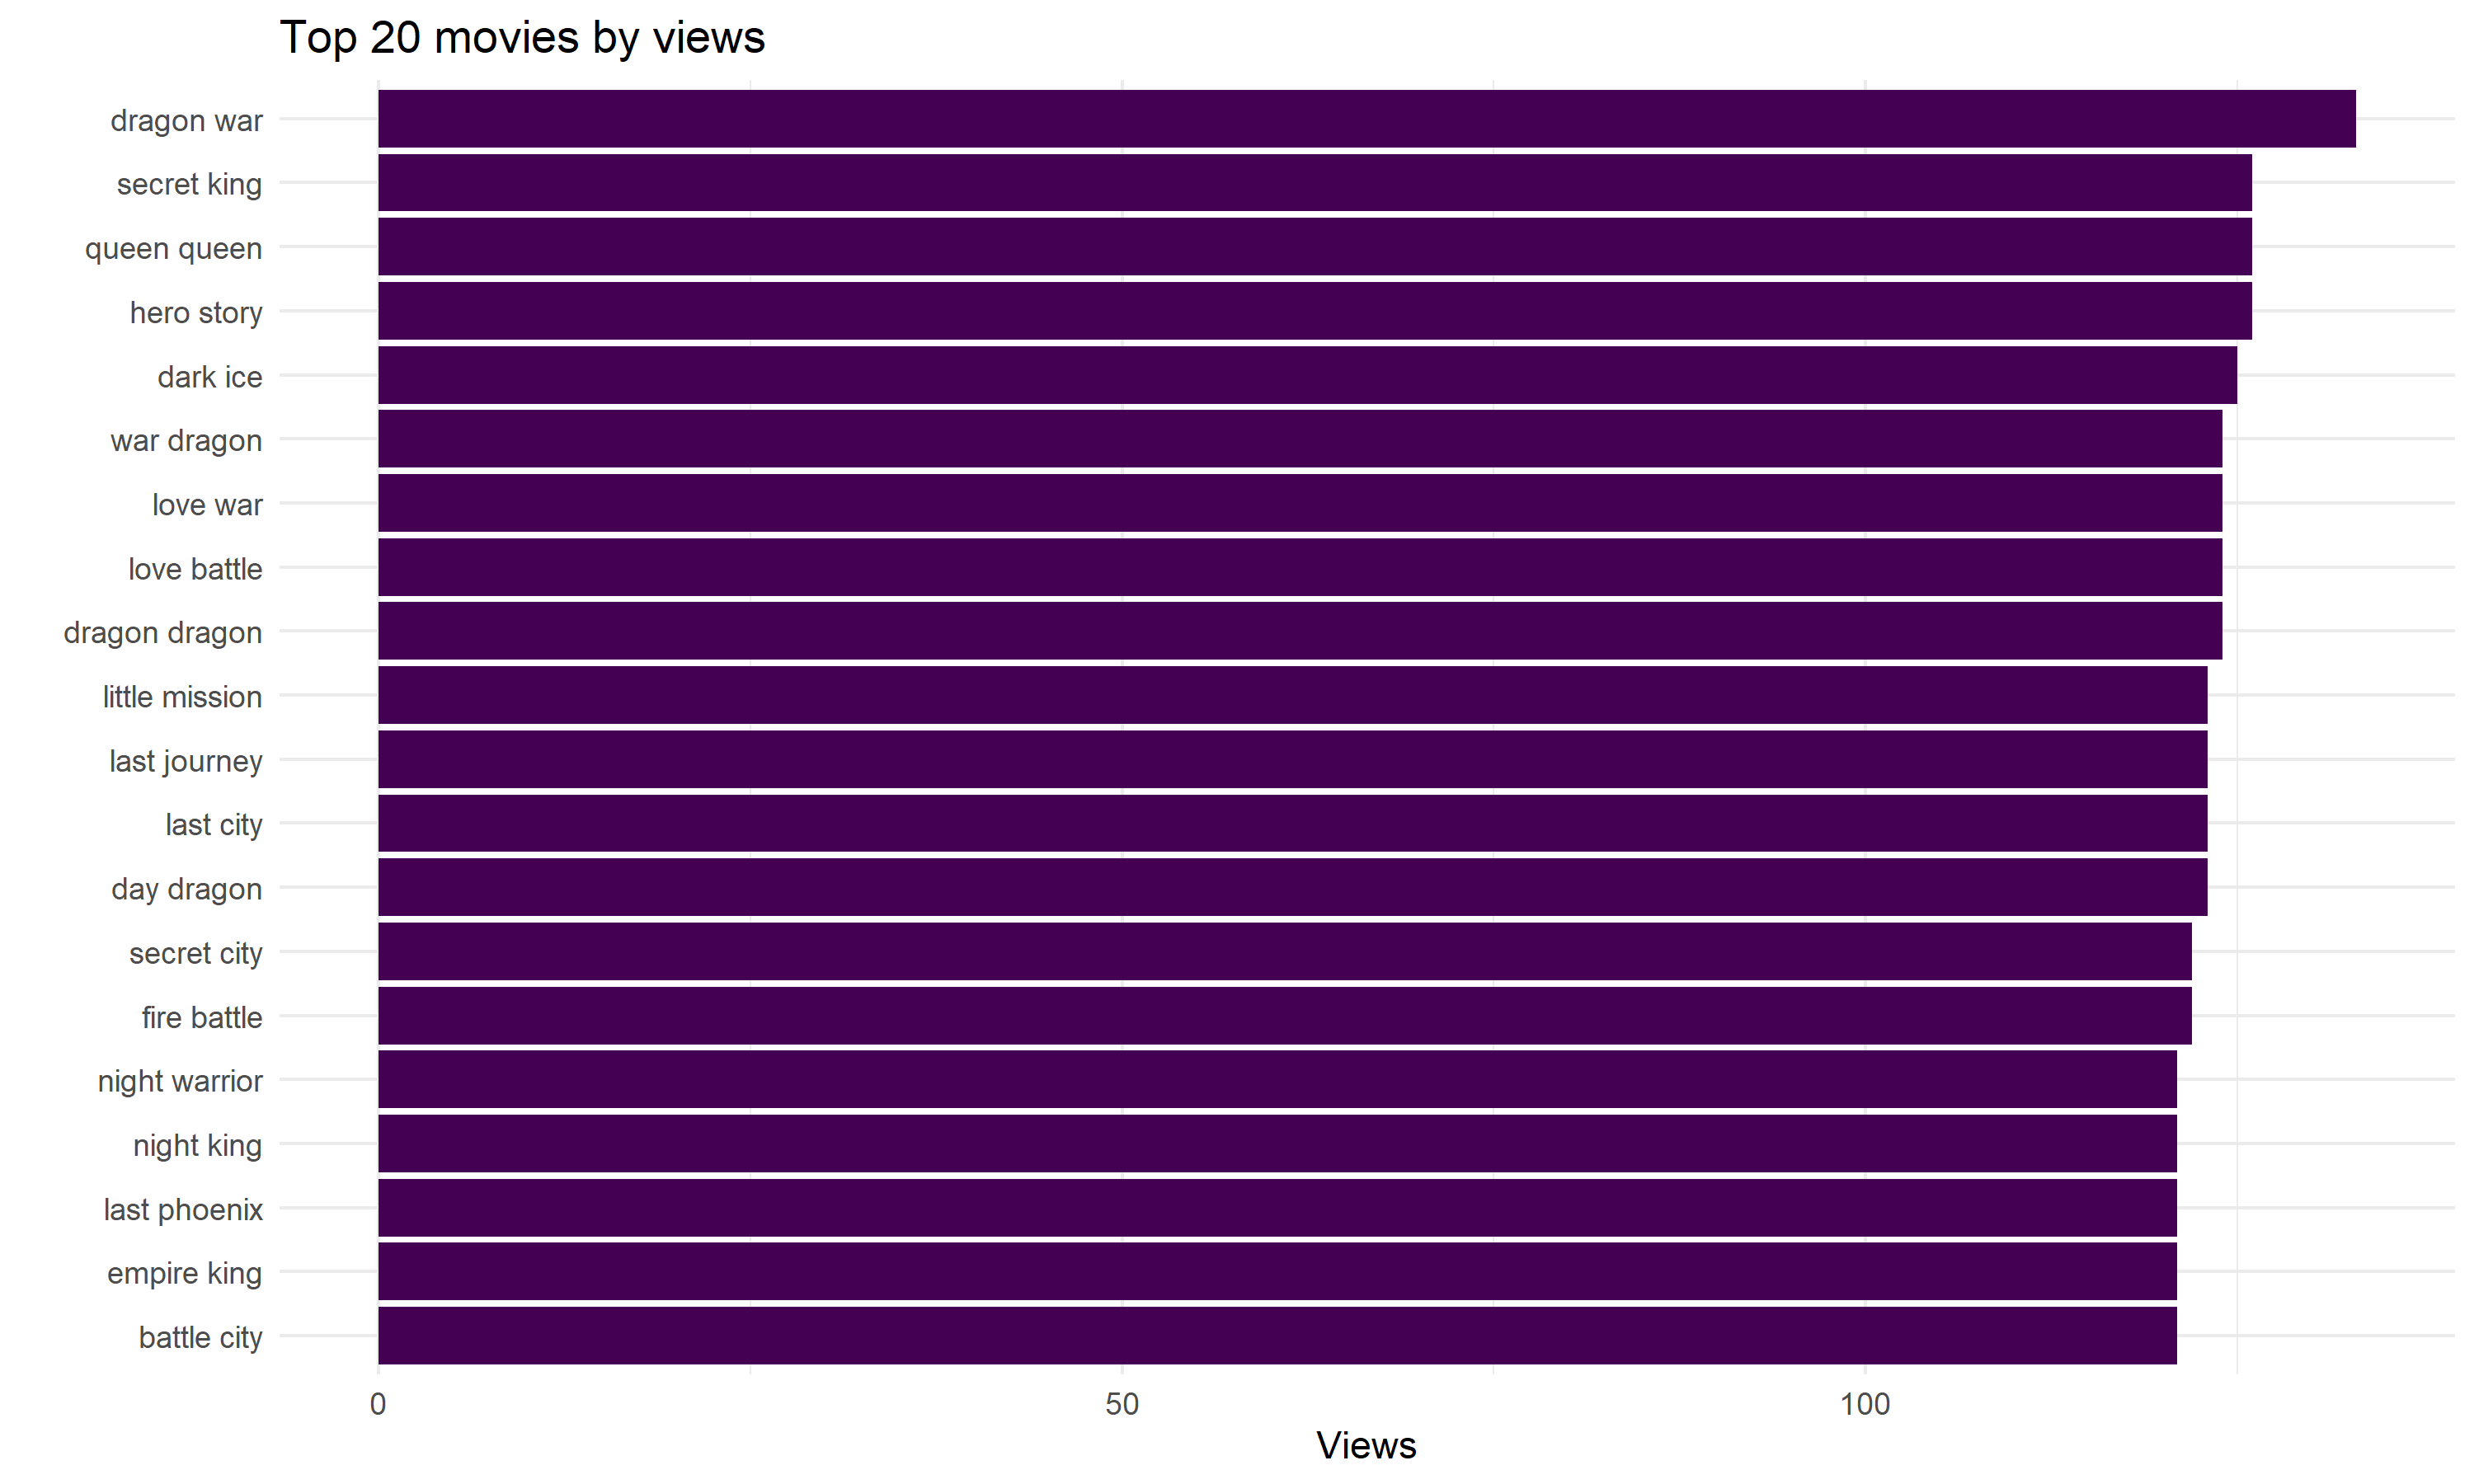 Top 20 movies by views
dragon war
secret king
queen queen
hero story
dark ice
war dragon
love war
love battle
dragon dragon
little mission
last journey
last city
day dragon
secret city
fire battle
night warrior
night king
last phoenix
empire king
battle city
0 50 100
Views